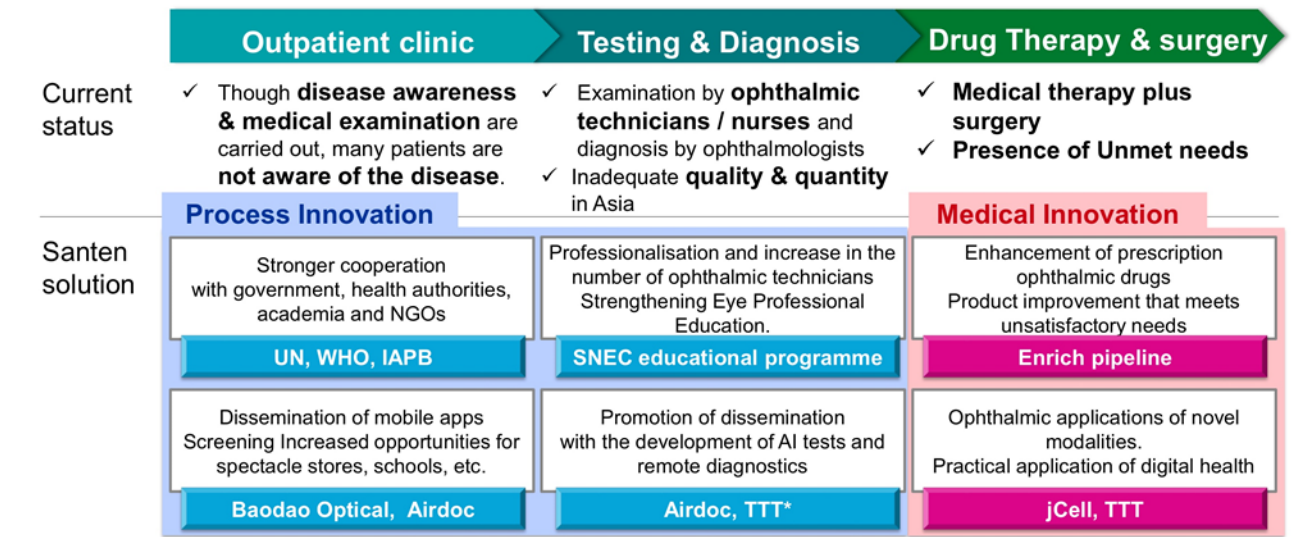 Outpatient clinic
Testing & Diagnosis
Drug Therapy & surgery
Current
status
✓ Though disease awareness
& medical examination are
carried out, many patients are
not aware of the disease.
✓ Examination by ophthalmic
technicians / nurses and
diagnosis by ophthalmologists
✓ Inadequate quality & quantity
in Asia
✓ Medical therapy plus
surgery
✓ Presence of Unmet needs
Process Innovation
Medical Innovation
Santen
solution
Stronger cooperation
with government, health authorities,
academia and NGOs
UN, WHO, IAPB
Professionalisation and increase in the
number of ophthalmic technicians
Strengthening Eye Professional
Education.
SNEC educational programme
Enhancement of prescription
ophthalmic drugs
Product improvement that meets
unsatisfactory needs
Enrich pipeline
Dissemination of mobile apps
Screening Increased opportunities for
spectacle stores, schools, etc.
Baodao Optical, Airdoc
Promotion of dissemination
with the development of AI tests and
remote diagnostics
Airdoc, TTT*
Ophthalmic applications of novel
modalities.
Practical application of digital health
jCell, TTT